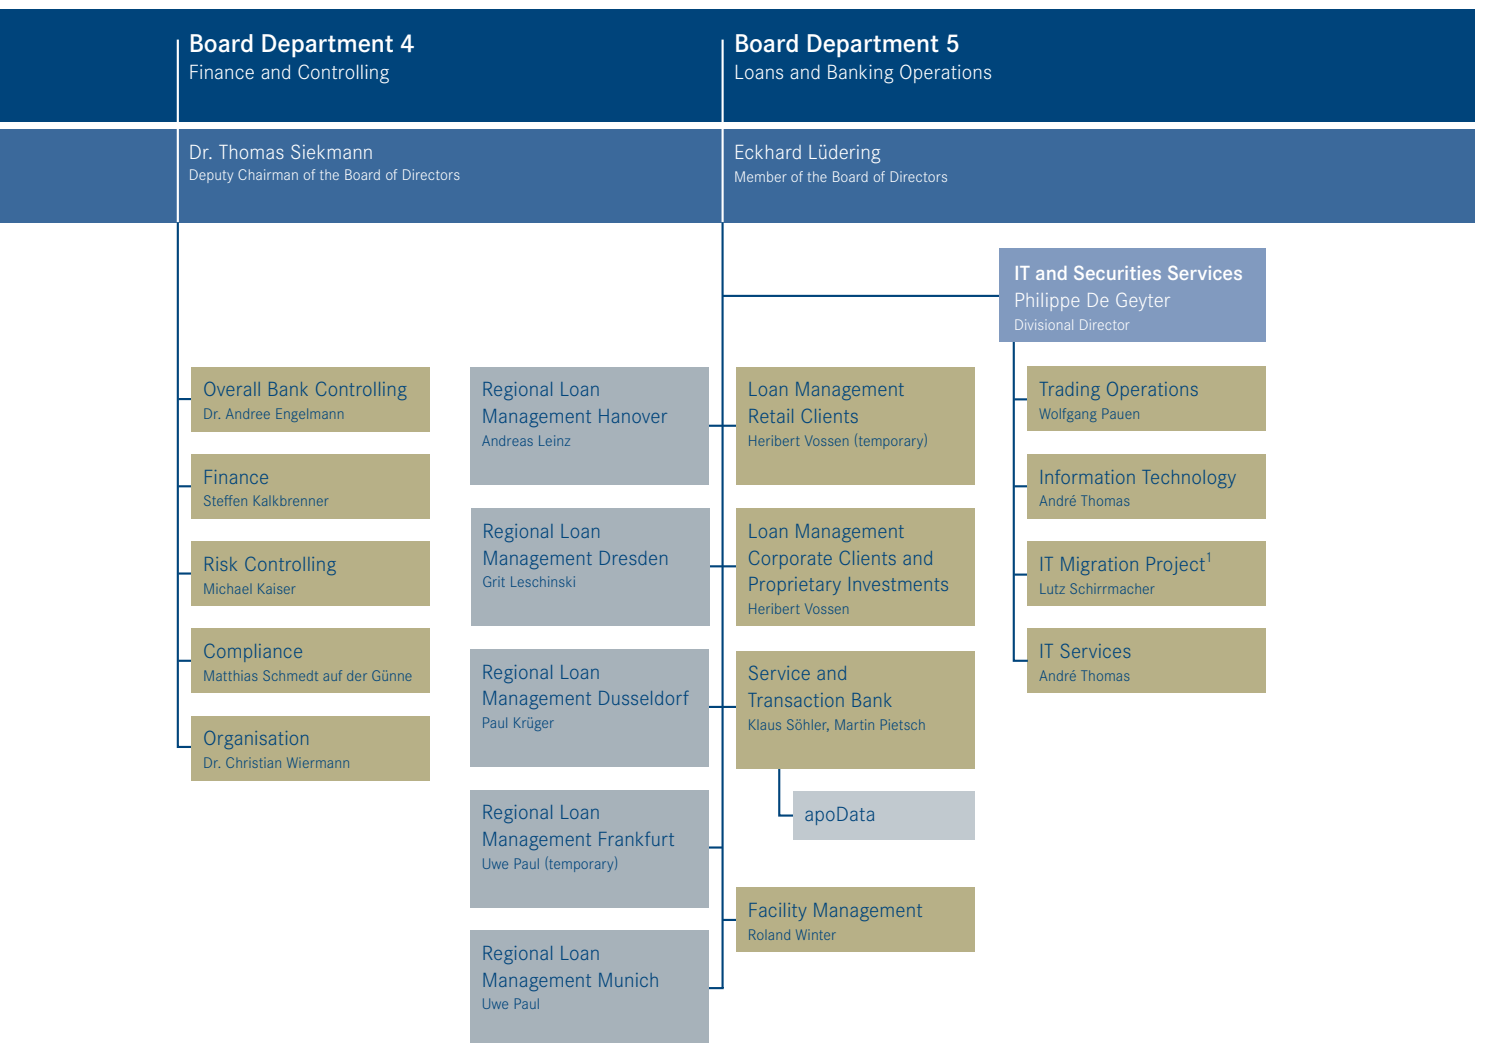 Board Department 4
Finance and Controlling
Board Department 5
Loans and Banking Operations
Dr. Thomas Siekmann
Deputy Chairman of the Board of Directors
Eckhard Lüdering
Member of the Board of Directors
IT and Securities Services
Philippe De Geyter
Divisional Director
Overall Bank Controlling
Dr. Andree Engelmann
Finance
Steffen Kalkbrenner
Risk Controlling
Michael Kaiser
Compliance
Matthias Schmedt auf der Günne
Organisation
Dr. Christian Wiermann
Regional Loan
Management Hanover
Andreas Leinz
Regional Loan
Management Dresden
Grit Leschinski
Regional Loan
Management Dusseldorf
Paul Krüger
Regional Loan
Management Frankfurt
Uwe Paul (temporary)
Regional Loan
Management Munich
Uwe Paul
Loan Management
Retail Clients
Heribert Vossen (temporary)
Loan Management
Corporate Clients and
Proprietary Investments
Heribert Vossen
Service and
Transaction Bank
Klaus Söhler, Martin Pietsch
apoData
Facility Management
Roland Winter
Trading Operations
Wolfgang Pauen
Information Technology
André Thomas
IT Migration Project¹
Lutz Schirrmacher
IT Services
André Thomas